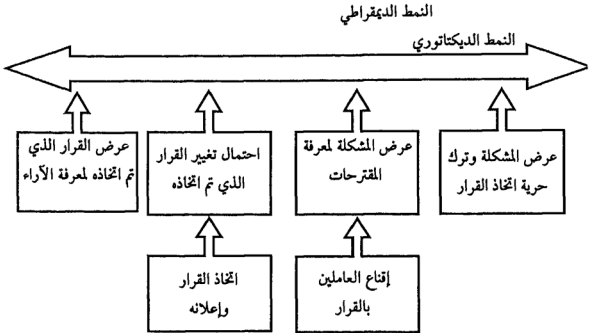 النمط الديمقراطي
النمط الديكتاتوري
عرض المشكلة وترك
حرية اتخاذ القرار
عرض المشكلة لمعرفة
المقترحات
احتمال تغيير القرار
الذي تم اتخاذه
عرض القرار الذي
تم اتخاذه لمعرفة الآراء
إقناع العاملين
بالقرار
اتخاذ القرار
وإعلانه